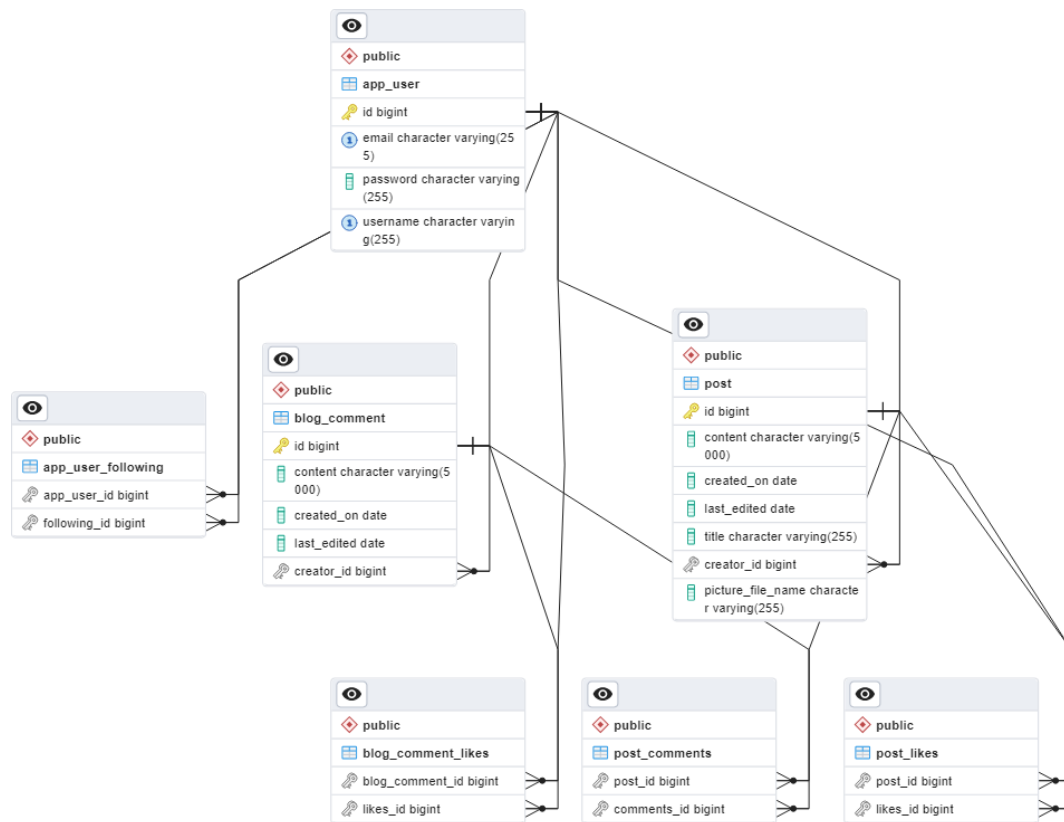 public
app_user
id bigint
email character varying(25
5)
password character varying
(255)
username character varyin
g(255)
public
app_user_following
app_user_id bigint
following_id bigint
public
blog_comment
id bigint
content character varying(5
000)
created_on date
last_edited date
creator_id bigint
public
post
id bigint
content character varying(5
000)
created_on date
last_edited date
title character varying(255)
creator_id bigint
picture_file_name characte
r varying(255)
public
blog_comment_likes
blog_comment_id bigint
likes_id bigint
public
post_comments
post_id bigint
comments_id bigint
public
post_likes
post_id bigint
likes_id bigint